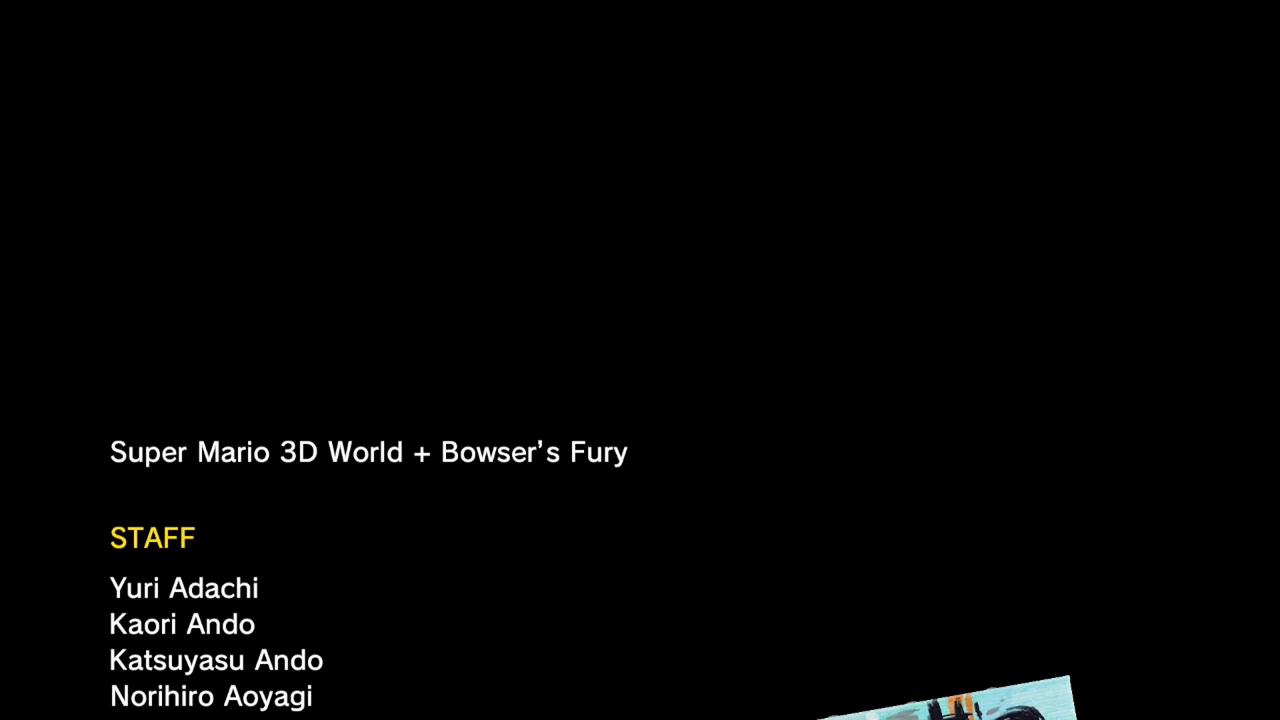 Super Mario 3D World + Bowser’s Fury
STAFF
Yuri Adachi
Kaori Ando
Katsuyasu Ando
Norihiro Aoyagi